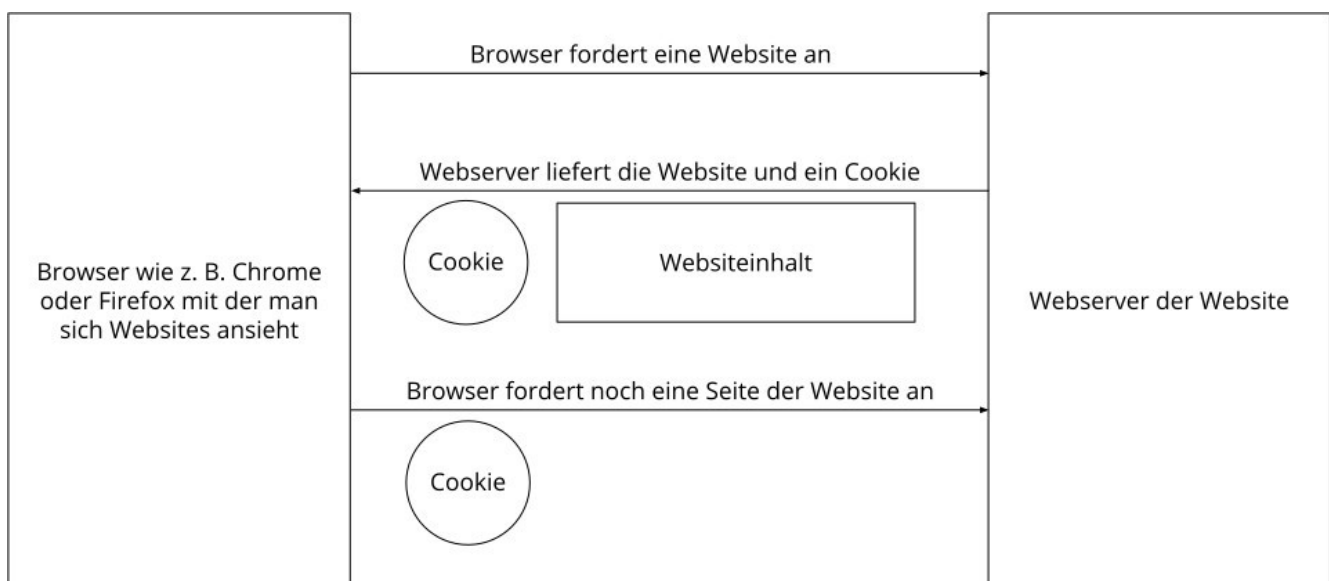 Browser fordert eine Website an
Webserver liefert die Website und ein Cookie
Cookie
Websiteinhalt
Browser wie z. B. Chrome
oder Firefox mit der man
sich Websites ansieht
Webserver der Website
Browser fordert noch eine Seite der Website an
Cookie